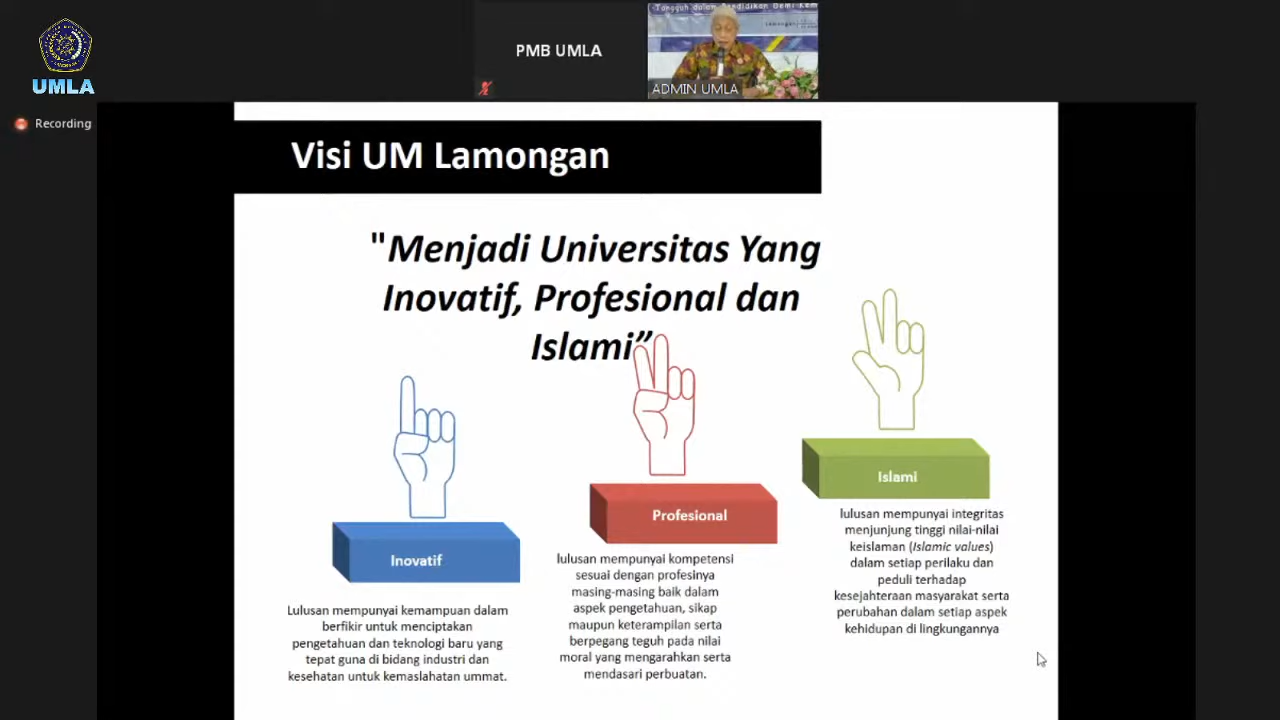 UMLA
Recording
PMB UMLA
Tangguh dalam Pendidikan Demi
ADMIN UMLA
Visi UM Lamongan
"Menjadi Universitas Yang
Inovatif, Profesional dan
Islami”
Inovatif
Lulusan mempunyai kemampuan dalam
berfikir untuk menciptakan
pengetahuan dan teknologi baru yang
tepat guna di bidang industri dan
kesehatan untuk kemaslahatan ummat.
Profesional
lulusan mempunyai kompetensi
sesuai dengan profesinya
masing-masing baik dalam
aspek pengetahuan, sikap
maupun keterampilan serta
berpegang teguh pada nilai
moral yang mengarahkan serta
mendasari perbuatan.
Islami
lulusan mempunyai integritas
menjunjung tinggi nilai-nilai
keislaman (Islamic values)
dalam setiap perilaku dan
peduli terhadap
kesejahteraan masyarakat serta
perubahan dalam setiap aspek
kehidupan di lingkungannya